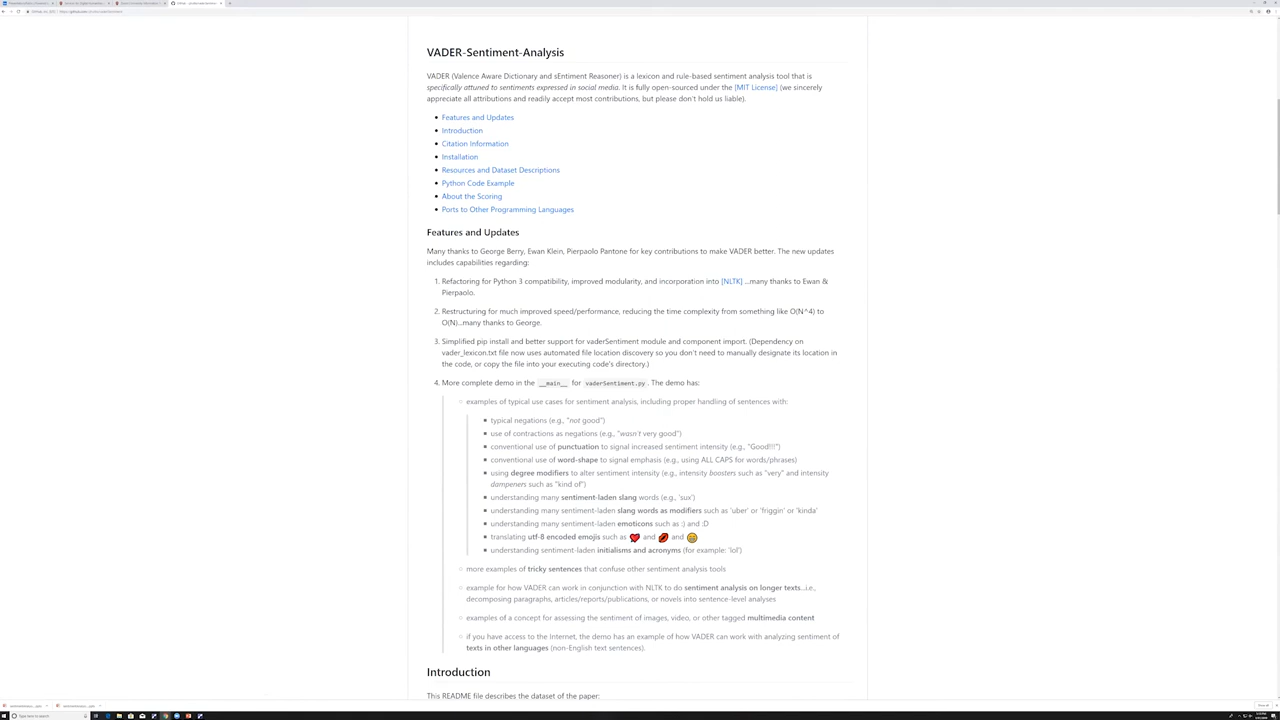 VADER-Sentiment-Analysis
VADER (Valence Aware Dictionary and sEntiment Reasoner) is a lexicon and rule-based sentiment analysis tool that is
specifically attuned to sentiments expressed in social media. It is fully open-sourced under the [MIT License] (we sincerely
appreciate all attributions and readily accept most contributions, but please don't hold us liable).
• Features and Updates
• Introduction
• Citation Information
• Installation
• Resources and Dataset Descriptions
• Python Code Example
• About the Scoring
• Ports to Other Programming Languages
Features and Updates
Many thanks to George Berry, Ewan Klein, Pierpaolo Pantone for key contributions to make VADER better. The new updates
includes capabilities regarding:
1. Refactoring for Python 3 compatibility, improved modularity, and incorporation into [NLTK] ...many thanks to Ewan &
Pierpaolo.
2. Restructuring for much improved speed/performance, reducing the time complexity from something like O(N^4) to
O(N)...many thanks to George.
3. Simplified pip install and better support for vaderSentiment module and component import. (Dependency on
vader_lexicon.txt file now uses automated file location discovery so you don't need to manually designate its location in
the code, or copy the file into your executing code's directory.)
4. More complete demo in the __main__ for vaderSentiment.py. The demo has:
○ examples of typical use cases for sentiment analysis, including proper handling of sentences with:
▪ typical negations (e.g., "not good")
▪ use of contractions as negations (e.g., "wasn't very good")
▪ conventional use of punctuation to signal increased sentiment intensity (e.g., "Good!!!")
▪ conventional use of word-shape to signal emphasis (e.g., using ALL CAPS for words/phrases)
▪ using degree modifiers to alter sentiment intensity (e.g., intensity boosters such as "very" and intensity
dampeners such as "kind of")
▪ understanding many sentiment-laden slang words (e.g., 'sux')
▪ understanding many sentiment-laden slang words as modifiers such as 'uber' or 'friggin' or 'kinda'
▪ understanding many sentiment-laden emoticons such as :) and :D
▪ translating utf-8 encoded emojis such as 💘 and 💋 and 😁
▪ understanding sentiment-laden initialisms and acronyms (for example: 'lol')
○ more examples of tricky sentences that confuse other sentiment analysis tools
○ example for how VADER can work in conjunction with NLTK to do sentiment analysis on longer texts...i.e.,
decomposing paragraphs, articles/reports/publications, or novels into sentence-level analyses
○ examples of a concept for assessing the sentiment of images, video, or other tagged multimedia content
○ if you have access to the Internet, the demo has an example of how VADER can work with analyzing sentiment of
texts in other languages (non-English text sentences).
Introduction
This README file describes the dataset of the paper:
Type here to search